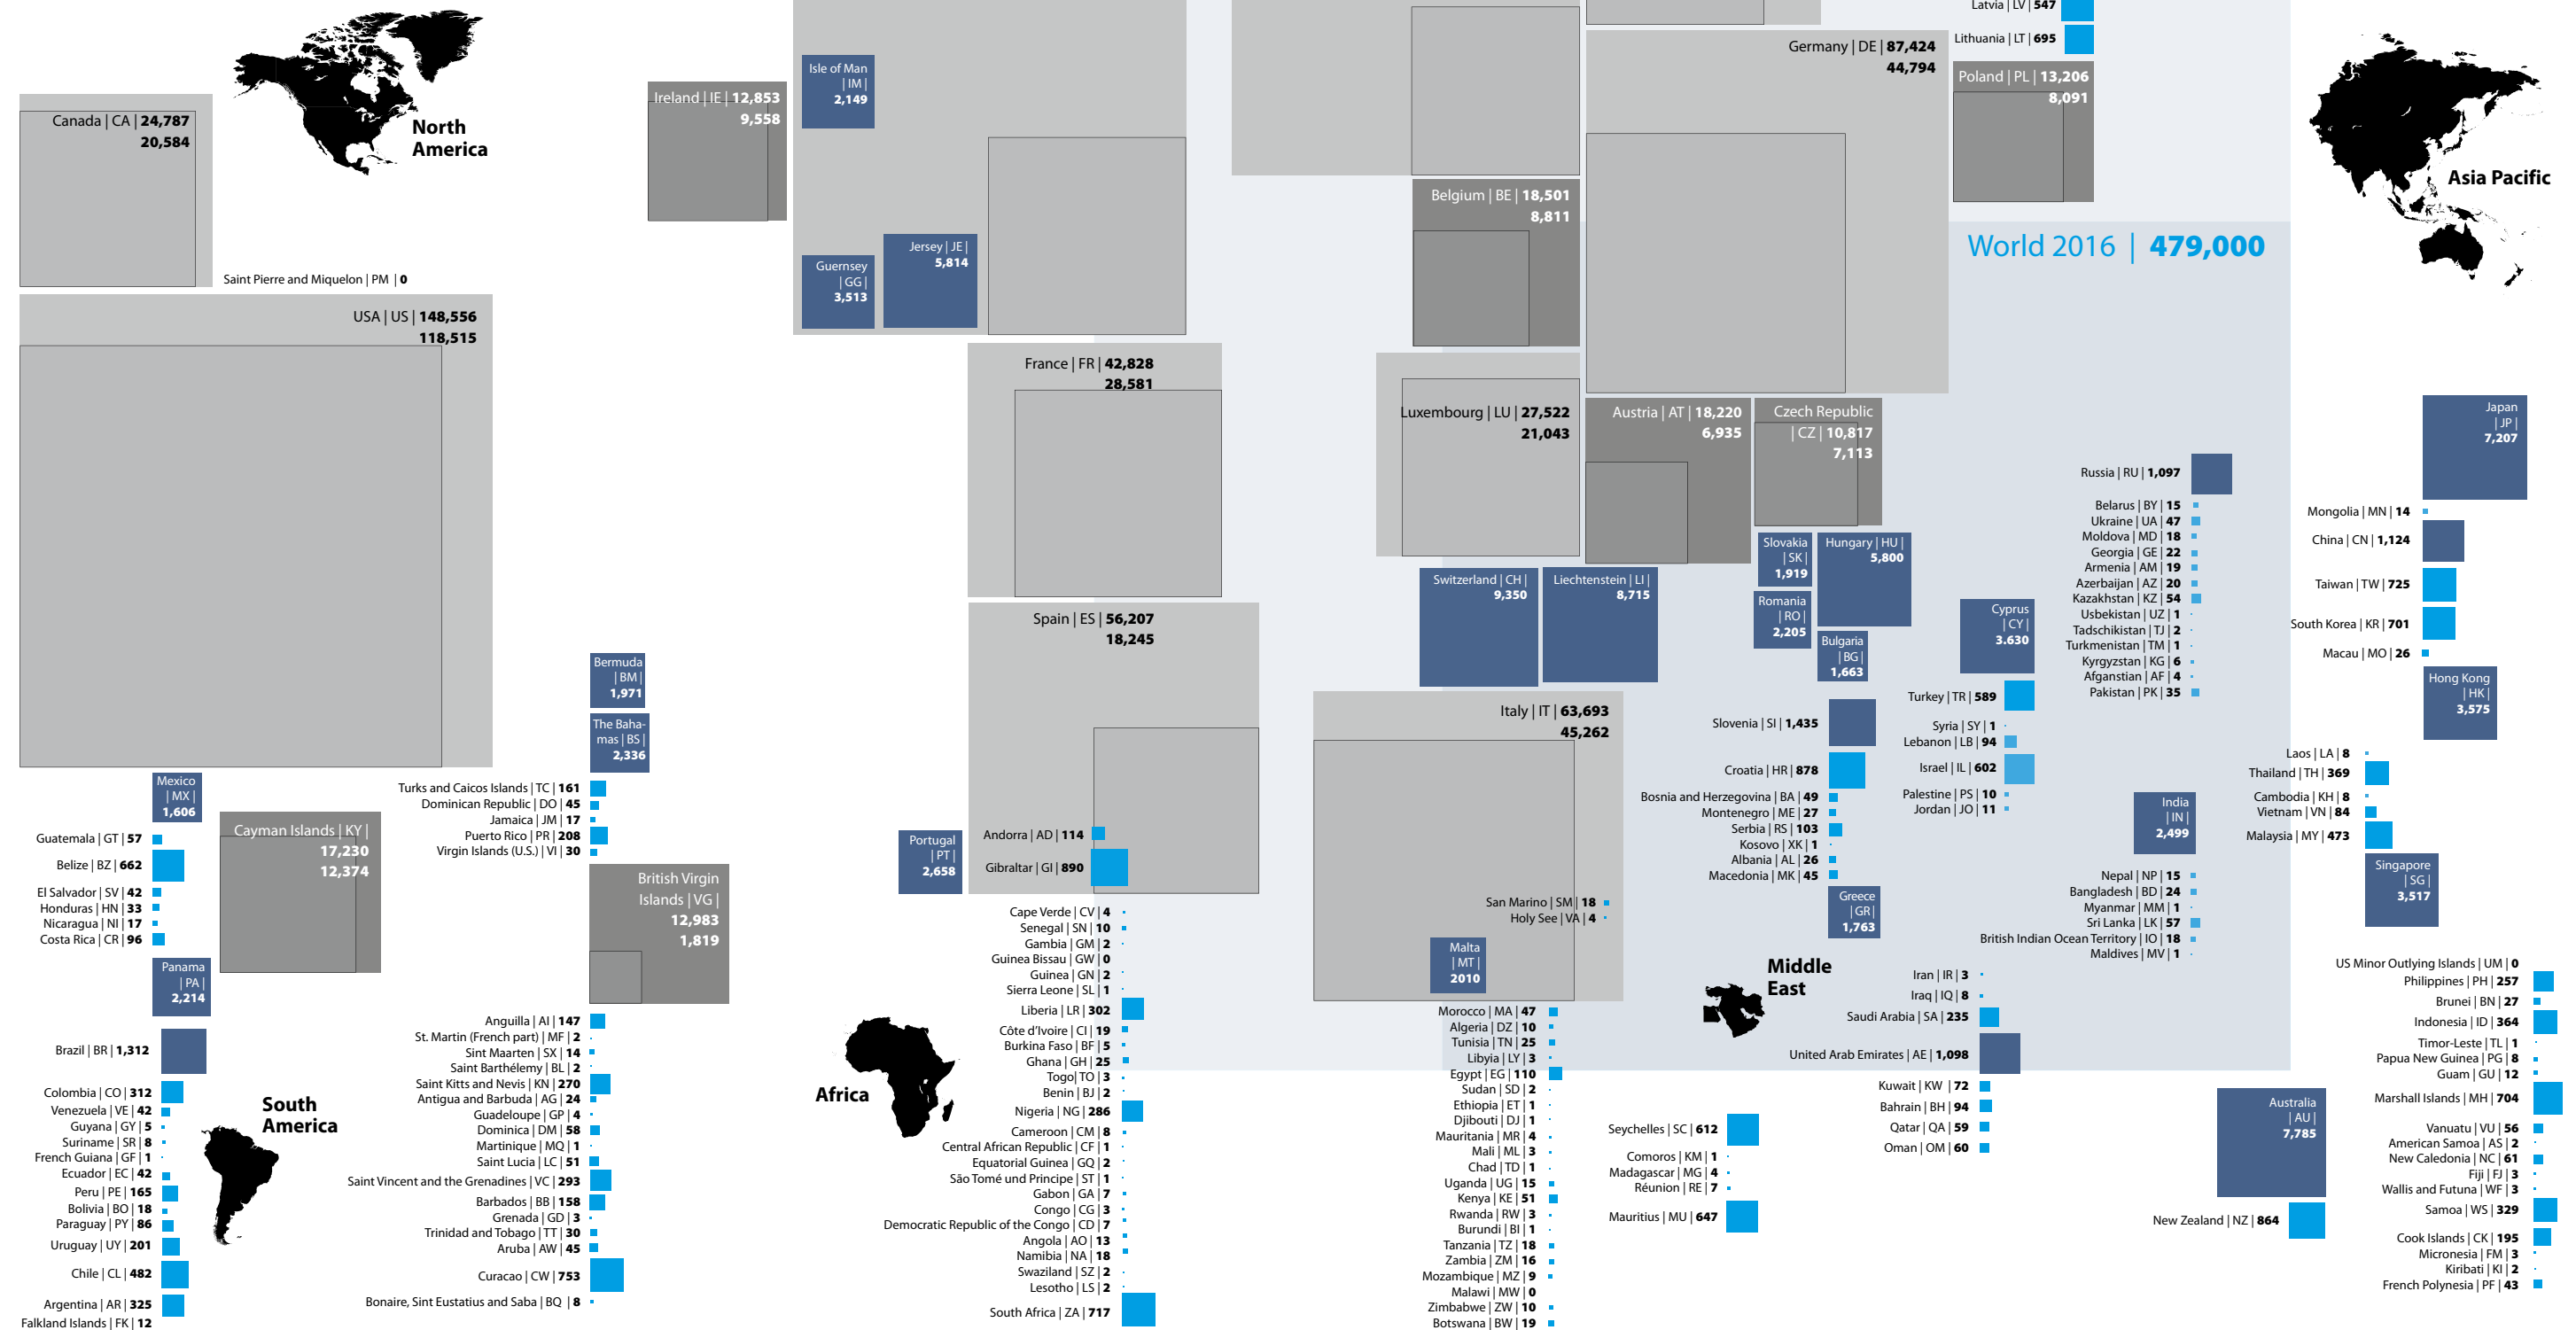 North
America
Canada | CA | 24,787
20,584
Saint Pierre and Miquelon | PM | 0
USA | US | 148,556
118,515
Bermuda
| BM |
1,971
The Baha-
mas | BS |
2,336
Mexico
| MX |
1,606
Guatemala | GT | 57
Belize | BZ | 662
El Salvador | SV | 42
Honduras | HN | 33
Nicaragua | NI | 17
Costa Rica | CR | 96
Panama
| PA |
2,214
Cayman Islands | KY |
17,230
12,374
Turks and Caicos Islands | TC | 161
Dominican Republic | DO | 45
Jamaica | JM | 17
Puerto Rico | PR | 208
Virgin Islands (U.S.) | VI | 30
British Virgin
Islands | VG |
12,983
1,819
Anguilla | AI | 147
St. Martin (French part) | MF | 2
Sint Maarten | SX | 14
Saint Barthélemy | BL | 2
Saint Kitts and Nevis | KN | 270
Antigua and Barbuda | AG | 24
Guadeloupe | GP | 4
Dominica | DM | 58
Martinique | MQ | 1
Saint Lucia | LC | 51
Saint Vincent and the Grenadines | VC | 293
Barbados | BB | 158
Grenada | GD | 3
Trinidad and Tobago | TT | 30
Aruba | AW | 45
Curacao | CW | 753
Bonaire, Sint Eustatius and Saba | BQ | 8
Brazil | BR | 1,312
Colombia | CO | 312
Venezuela | VE | 42
Guyana | GY | 5
Suriname | SR | 8
French Guiana | GF | 1
Ecuador | EC | 42
Peru | PE | 165
Bolivia | BO | 18
Paraguay | PY | 86
Uruguay | UY | 201
Chile | CL | 482
Argentina | AR | 325
Falkland Islands | FK | 12
South
America
Ireland | IE | 12,853
9,558
Isle of Man
| IM |
2,149
Guernsey
| GG |
3,513
Jersey | JE |
5,814
France | FR | 42,828
28,581
Spain | ES | 56,207
18,245
Portugal
| PT |
2,658
Andorra | AD | 114
Gibraltar | GI | 890
Belgium | BE | 18,501
8,811
Luxembourg | LU | 27,522
21,043
Germany | DE | 87,424
44,794
Austria | AT | 18,220
6,935
Czech Republic
| CZ | 10,817
7,113
Latvia | LV | 547
Lithuania | LT | 695
Poland | PL | 13,206
8,091
World 2016 | 479,000
Switzerland | CH |
9,350
Liechtenstein | LI |
8,715
Slovakia
| SK |
1,919
Hungary | HU |
5,800
Romania
| RO |
2,205
Bulgaria
| BG |
1,663
Italy | IT | 63,693
45,262
San Marino | SM | 18
Holy See | VA | 4
Malta
| MT |
2010
Slovenia | SI | 1,435
Croatia | HR | 878
Bosnia and Herzegovina | BA | 49
Montenegro | ME | 27
Serbia | RS | 103
Kosovo | XK | 1
Albania | AL | 26
Macedonia | MK | 45
Greece
| GR |
1,763
Cyprus
| CY |
3.630
Turkey | TR | 589
Syria | SY | 1
Lebanon | LB | 94
Israel | IL | 602
Palestine | PS | 10
Jordan | JO | 11
Russia | RU | 1,097
Belarus | BY | 15
Ukraine | UA | 47
Moldova | MD | 18
Georgia | GE | 22
Armenia | AM | 19
Azerbaijan | AZ | 20
Kazakhstan | KZ | 54
Usbekistan | UZ | 1
Tadschikistan | TJ | 2
Turkmenistan | TM | 1
Kyrgyzstan | KG | 6
Afganstian | AF | 4
Pakistan | PK | 35
India
| IN |
2,499
Nepal | NP | 15
Bangladesh | BD | 24
Myanmar | MM | 1
Sri Lanka | LK | 57
British Indian Ocean Territory | IO | 18
Maldives | MV | 1
Middle
East
Iran | IR | 3
Iraq | IQ | 8
Saudi Arabia | SA | 235
United Arab Emirates | AE | 1,098
Kuwait | KW | 72
Bahrain | BH | 94
Qatar | QA | 59
Oman | OM | 60
Africa
Cape Verde | CV | 4
Senegal | SN | 10
Gambia | GM | 2
Guinea Bissau | GW | 0
Guinea | GN | 2
Sierra Leone | SL | 1
Liberia | LR | 302
Côte d'Ivoire | CI | 19
Burkina Faso | BF | 5
Ghana | GH | 25
Togo| TO | 3
Benin | BJ | 2
Nigeria | NG | 286
Cameroon | CM | 8
Central African Republic | CF | 1
Equatorial Guinea | GQ | 2
São Tomé und Principe | ST | 1
Gabon | GA | 7
Congo | CG | 3
Democratic Republic of the Congo | CD | 7
Angola | AO | 13
Namibia | NA | 18
Swaziland | SZ | 2
Lesotho | LS | 2
South Africa | ZA | 717
Morocco | MA | 47
Algeria | DZ | 10
Tunisia | TN | 25
Libyia | LY | 3
Egypt | EG | 110
Sudan | SD | 2
Ethiopia | ET | 1
Djibouti | DJ | 1
Mauritania | MR | 4
Mali | ML | 3
Chad | TD | 1
Uganda | UG | 15
Kenya | KE | 51
Rwanda | RW | 3
Burundi | BI | 1
Tanzania | TZ | 18
Zambia | ZM | 16
Mozambique | MZ | 9
Malawi | MW | 0
Zimbabwe | ZW | 10
Botswana | BW | 19
Seychelles | SC | 612
Comoros | KM | 1
Madagascar | MG | 4
Réunion | RE | 7
Mauritius | MU | 647
Asia Pacific
Japan
| JP |
7,207
Mongolia | MN | 14
China | CN | 1,124
Taiwan | TW | 725
South Korea | KR | 701
Macau | MO | 26
Hong Kong
| HK |
3,575
Laos | LA | 8
Thailand | TH | 369
Cambodia | KH | 8
Vietnam | VN | 84
Malaysia | MY | 473
Singapore
| SG |
3,517
US Minor Outlying Islands | UM | 0
Philippines | PH | 257
Brunei | BN | 27
Indonesia | ID | 364
Timor-Leste | TL | 1
Papua New Guinea | PG | 8
Guam | GU | 12
Marshall Islands | MH | 704
Vanuatu | VU | 56
American Samoa | AS | 2
New Caledonia | NC | 61
Fiji | FJ | 3
Wallis and Futuna | WF | 3
Samoa | WS | 329
Cook Islands | CK | 195
Micronesia | FM | 3
Kiribati | KI | 2
French Polynesia | PF | 43
Australia
| AU |
7,785
New Zealand | NZ | 864